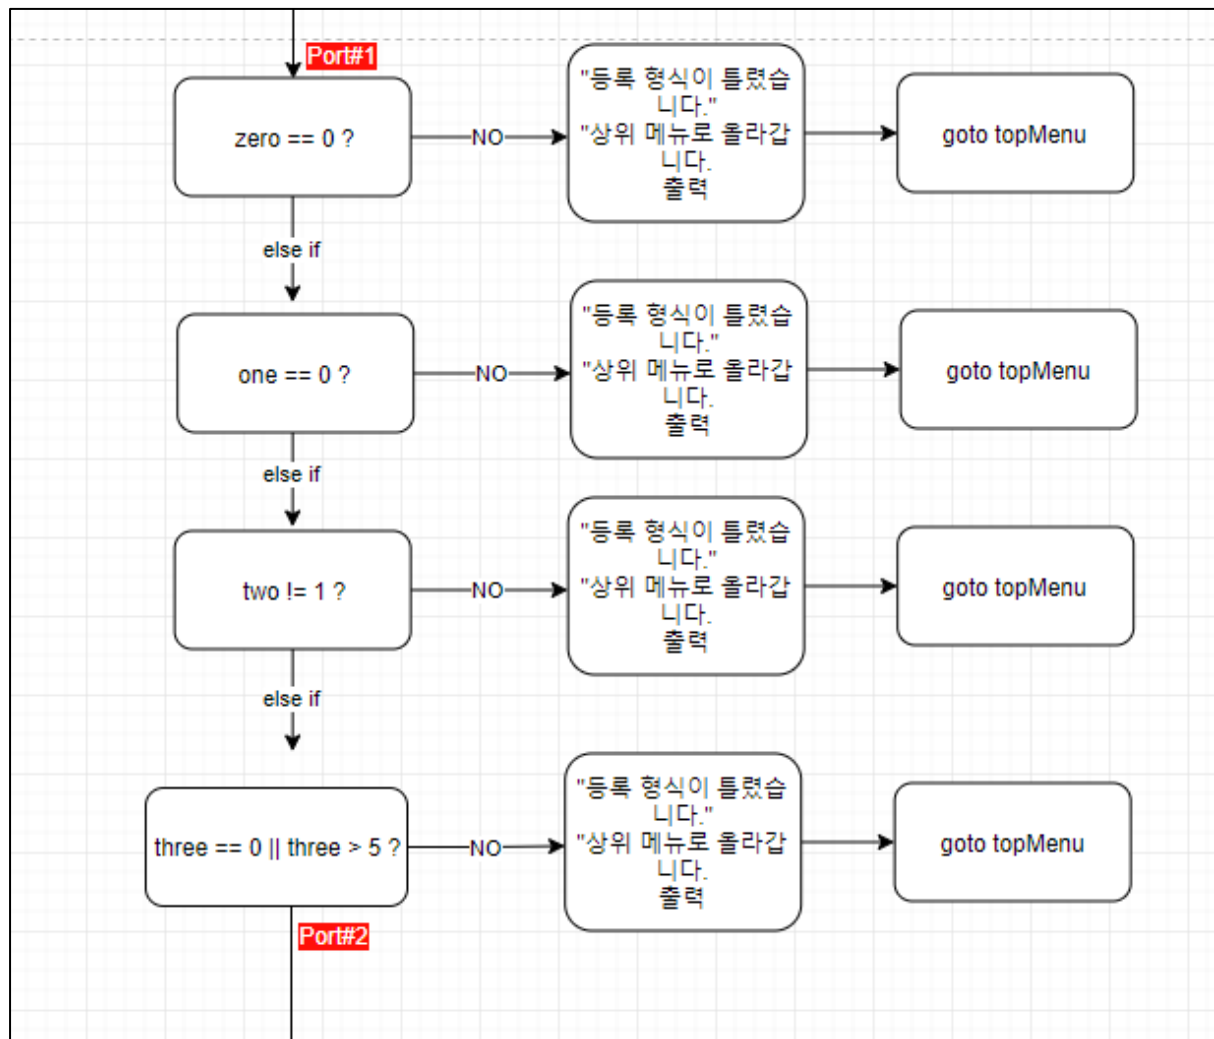 Port#1
zero == 0 ?
NO
"등록 형식이 틀렸습
니다."
"상위 메뉴로 올라갑
니다.
출력
goto topMenu
else if
one == 0 ?
NO
"등록 형식이 틀렸습
니다."
"상위 메뉴로 올라갑
니다.
출력
goto topMenu
else if
two != 1 ?
NO
"등록 형식이 틀렸습
니다."
"상위 메뉴로 올라갑
니다.
출력
goto topMenu
else if
three == 0 || three > 5 ?
NO
"등록 형식이 틀렸습
니다."
"상위 메뉴로 올라갑
니다.
출력
goto topMenu
Port#2